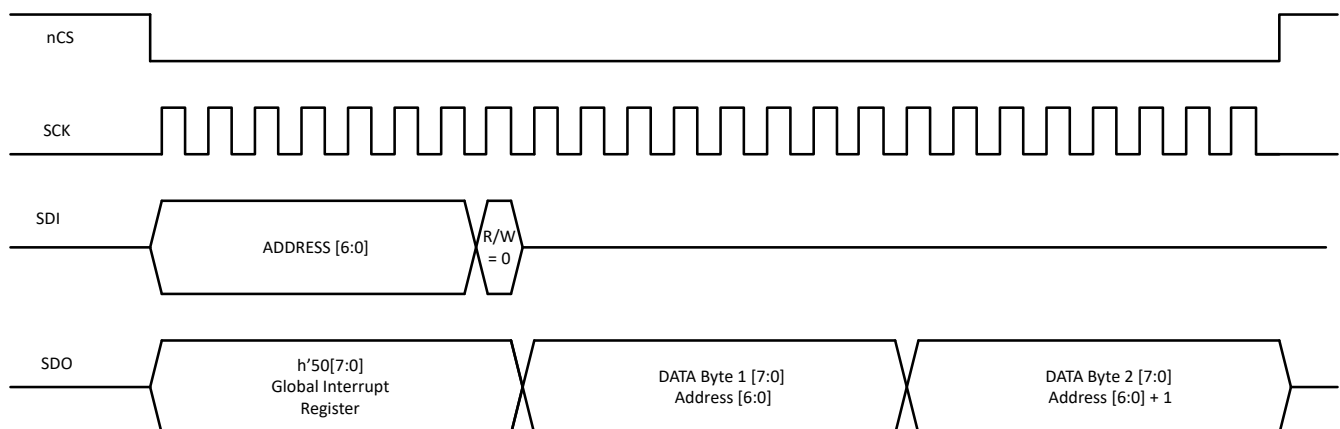 nCS
SCK
SDI
ADDRESS [6:0]
R/W
= 0
SDO
h’50[7:0]
Global Interrupt
Register
DATA Byte 1 [7:0]
Address [6:0]
DATA Byte 2 [7:0]
Address [6:0] + 1